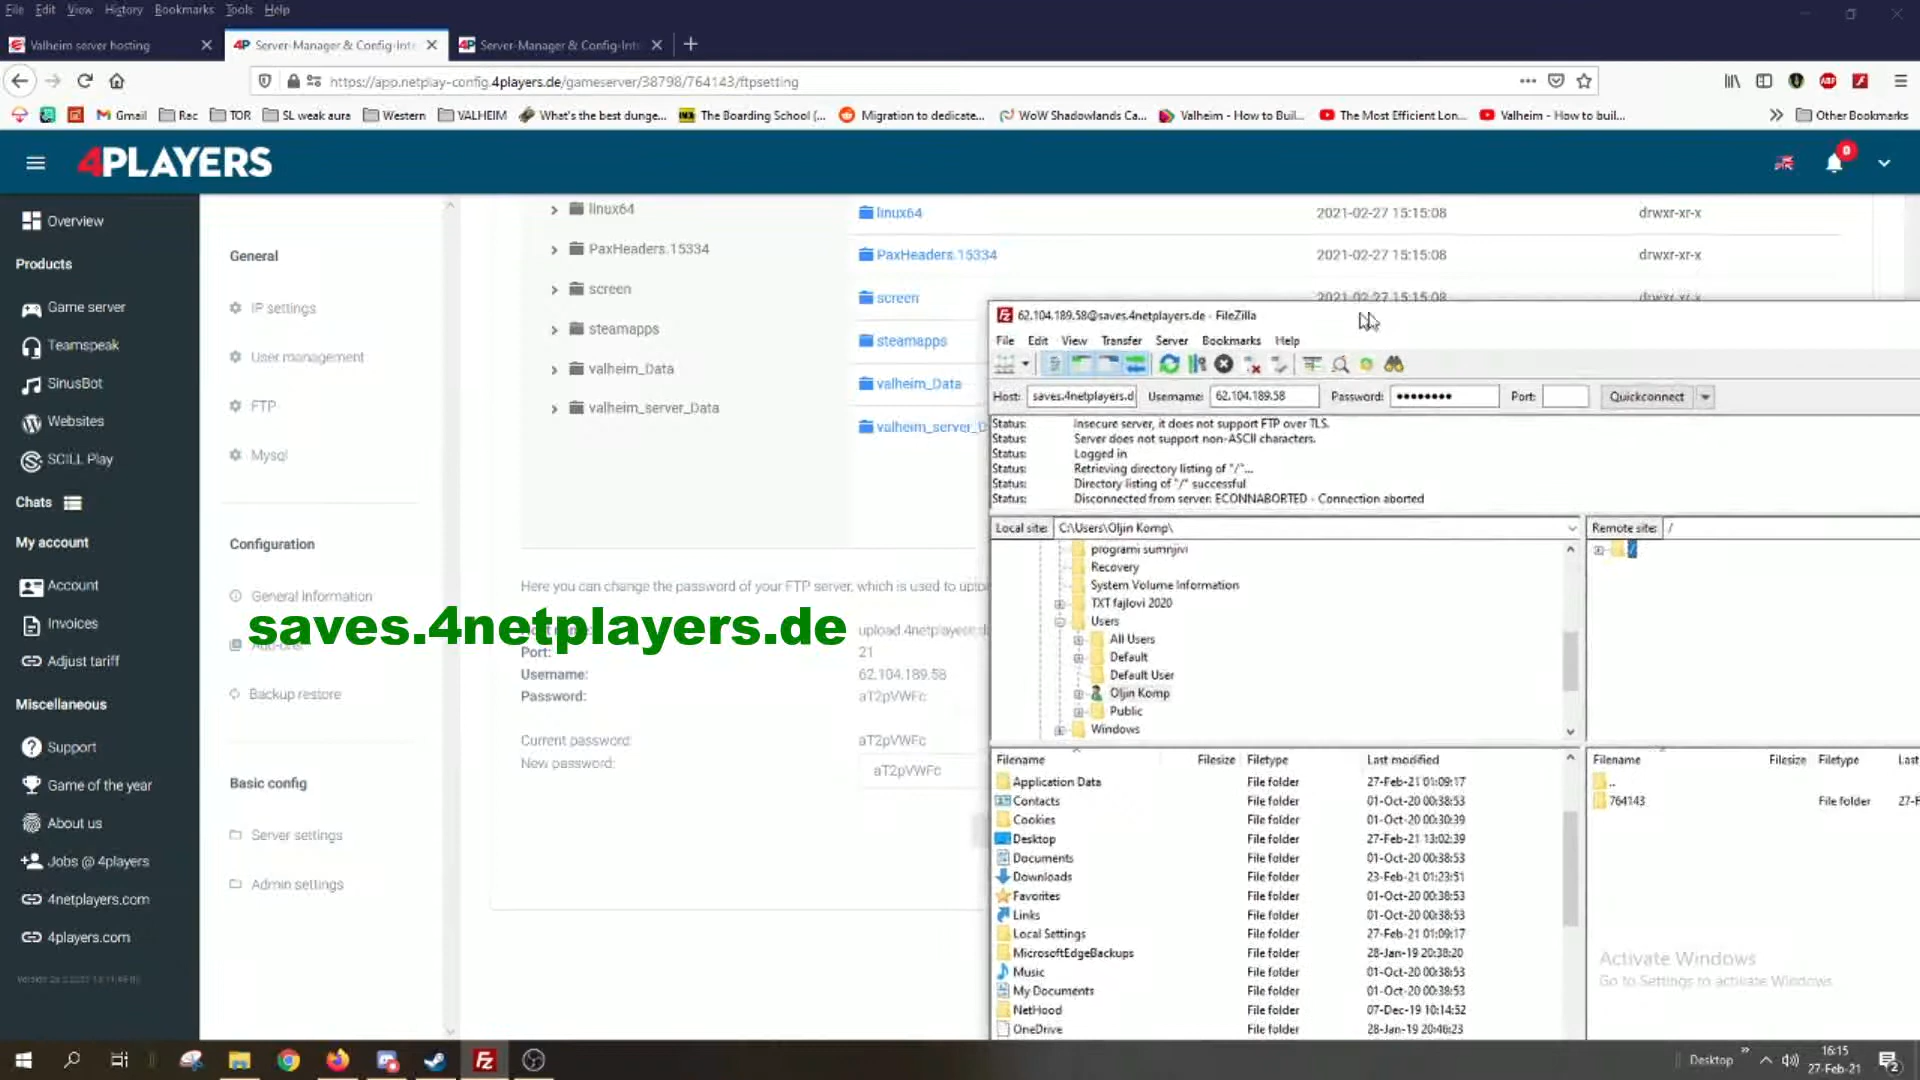 File Edit View History Bookmarks Tools Help
Valheim server hosting
Server-Manager & Config-Inte
Server-Manager & Config-Inte
https://app.netplay-config.4players.de/gameserver/38798/764143/ftpsetting
Gmail Rac TOR SL weak aura Western VALHEIM What's the best dunge... The Boarding School (... Migration to dedicate... WoW Shadowlands Ca... Valheim - How to Buil... The Most Efficient Lon... Valheim - How to buil... Other Bookmarks
4PLAYERS
0
Overview
Products
Game server
Teamspeak
SinusBot
Websites
SCILL Play
Chats
My account
Account
Invoices
Adjust tariff
Miscellaneous
Support
Game of the year
About us
Jobs @ 4players
4netplayers.com
4players.com
General
IP settings
User management
FTP
Mysql
Configuration
General Information
Backup restore
Basic config
Server settings
Admin settings
linux64
PaxHeaders.15334
screen
steamapps
valheim_Data
valheim_server_Data
linux64 2021-02-27 15:15:08 drwxr-xr-x
PaxHeaders.15334 2021-02-27 15:15:08 drwxr-xr-x
screen 2021-02-27 15:15:08 drwxr-xr-x
steamapps
valheim_Data
valheim_server_D
Here you can change the password of your FTP server, which is used to uplo
saves.4netplayers.de
upload.4netplayers.d
Port: 21
Username: 62.104.189.58
Password: aT2pVWFc
Current password: aT2pVWFc
New password: aT2pVWFc
62.104.189.58@saves.4netplayers.de - FileZilla
File Edit View Transfer Server Bookmarks Help
Host: saves.4netplayers.d Username: 62.104.189.58 Password: ●●●●●●●● Port: Quickconnect
Status: Insecure server, it does not support FTP over TLS.
Status: Server does not support non-ASCII characters.
Status: Logged in
Status: Retrieving directory listing of "/"...
Status: Directory listing of "/" successful
Status: Disconnected from server: ECONNABORTED - Connection aborted
Local site: C:\Users\Oljin Komp\
Remote site: /
programi sumnjivi
Recovery
System Volume Information
TXT fajlovi 2020
Users
All Users
Default
Default User
Oljin Komp
Public
Windows
/
Filename Filesize Filetype Last modified
Application Data File folder 27-Feb-21 01:09:17
Contacts File folder 01-Oct-20 00:38:53
Cookies File folder 01-Oct-20 00:30:39
Desktop File folder 27-Feb-21 13:02:39
Documents File folder 01-Oct-20 00:38:53
Downloads File folder 23-Feb-21 01:23:51
Favorites File folder 01-Oct-20 00:38:53
Links File folder 01-Oct-20 00:38:53
Local Settings File folder 27-Feb-21 01:09:17
MicrosoftEdgeBackups File folder 28-Jan-19 20:38:20
Music File folder 01-Oct-20 00:38:53
My Documents File folder 01-Oct-20 00:38:53
NetHood File folder 07-Dec-19 10:14:52
OneDrive File folder 28-Jan-19 20:46:23
Filename Filesize Filetype Last
..
764143 File folder 27-F
Activate Windows
Go to Settings to activate Windows.
Desktop
16:15
27-Feb-21
2